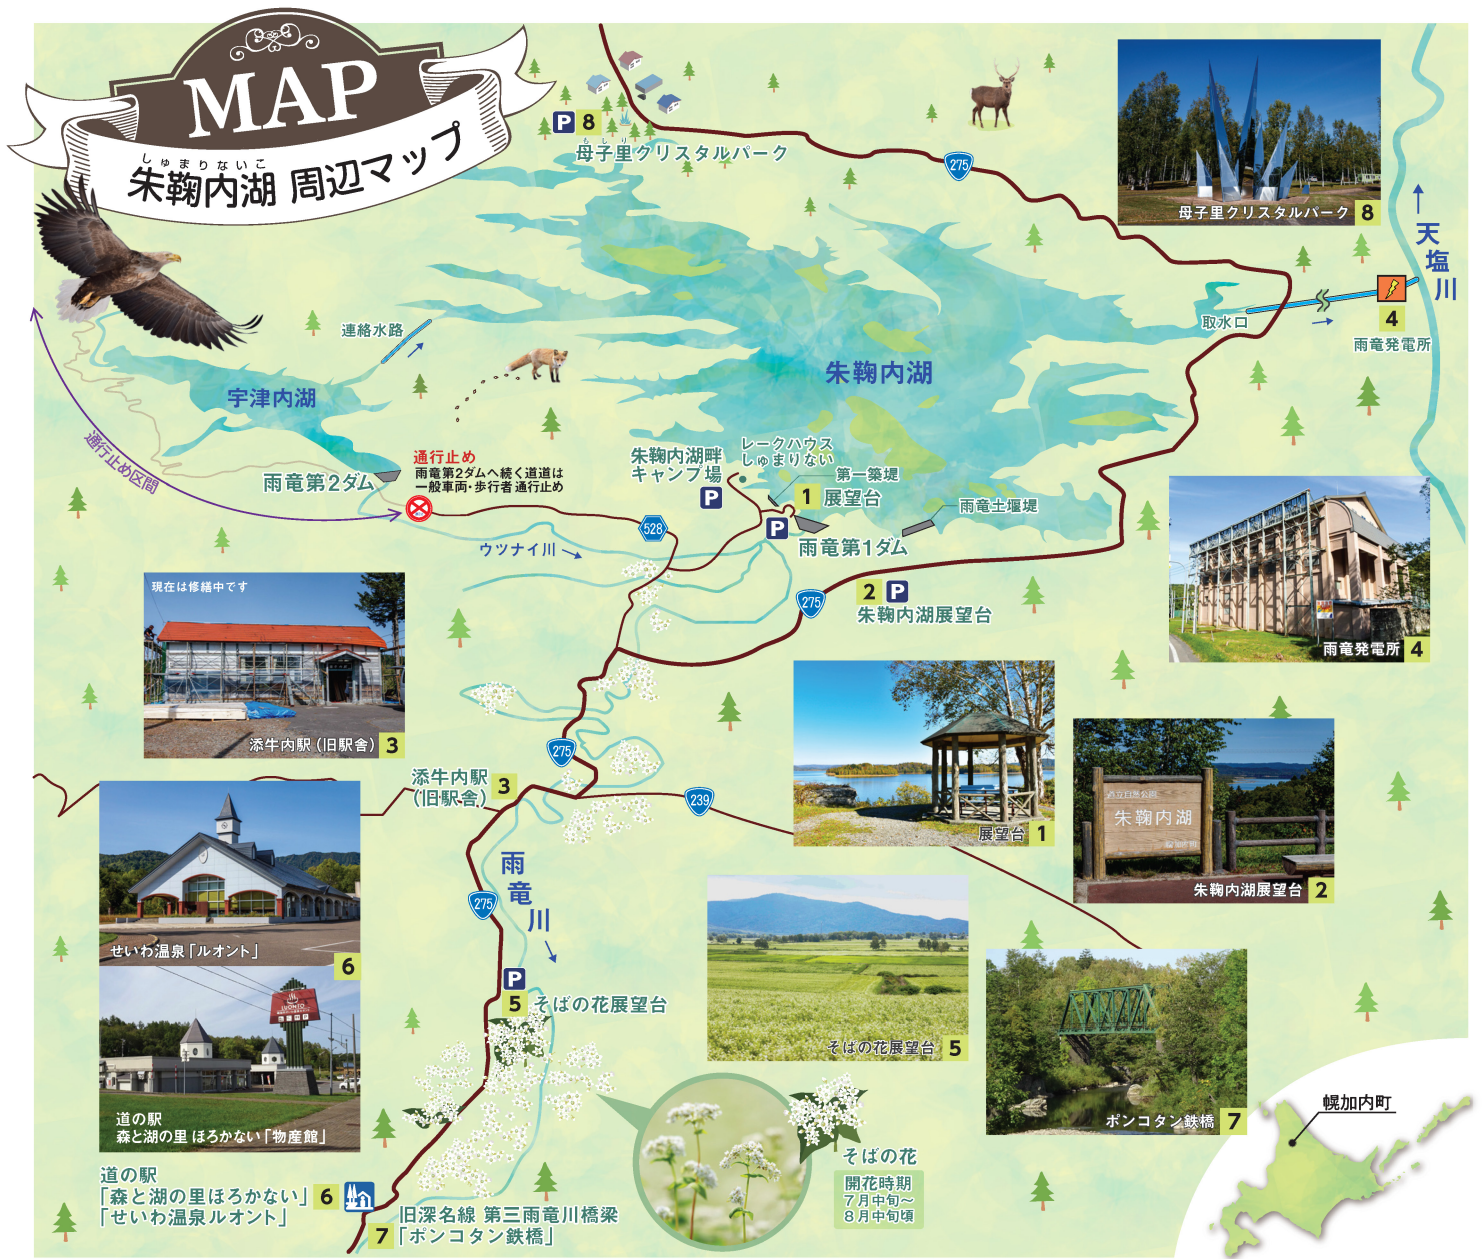 MAP
しゅまりないこ
朱鞠内湖 周辺マップ
P 8
もしり
母子里クリスタルパーク
275
母子里クリスタルパーク 8
天塩川
取水口
4
雨竜発電所
連絡水路
宇津内湖
朱鞠内湖
通行止め区間
雨竜第2ダム
通行止め
雨竜第2ダムへ続く道道は
一般車両・歩行者 通行止め
朱鞠内湖畔
キャンプ場
P
レークハウス
しゅまりない
第一築堤
1 展望台
P
雨竜土堰堤
雨竜第1ダム
528
ウツナイ川
275
2 P
朱鞠内湖展望台
雨竜発電所 4
現在は修繕中です
添牛内駅（旧駅舎） 3
275
添牛内駅
（旧駅舎）
3
239
展望台 1
朱鞠内湖
朱鞠内湖展望台 2
せいわ温泉「ルオント」
6
雨竜川
275
P
5 そばの花展望台
そばの花展望台 5
LUONTO
道の駅
森と湖の里 ほろかない「物産館」
ポンコタン鉄橋 7
幌加内町
そばの花
開花時期
7月中旬〜
8月中旬頃
道の駅
「森と湖の里ほろかない」
「せいわ温泉ルオント」
6
7
旧深名線 第三雨竜川橋梁
「ポンコタン鉄橋」